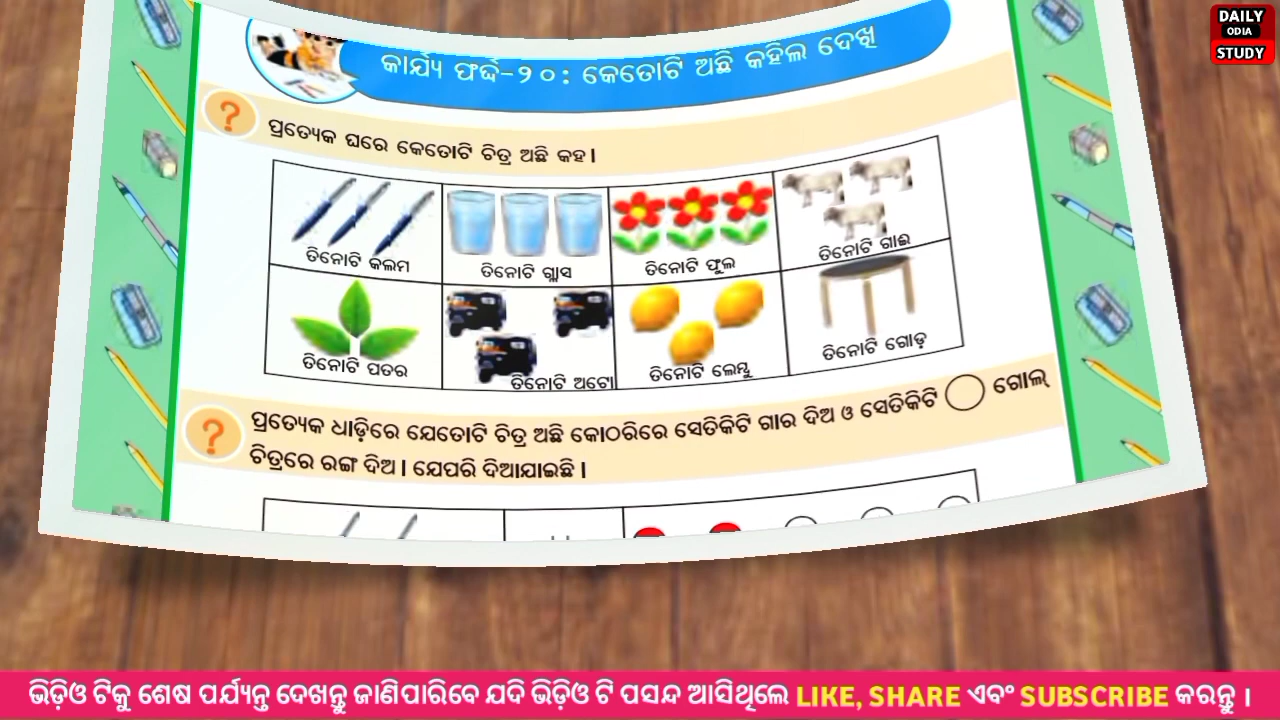 DAILY
ODIA
STUDY
କାର୍ଯ୍ୟ ଫର୍ଦ୍ଦ-୨୦: କେତୋଟି ଅଛି କହିଲ ଦେଖି
?
ପ୍ରତ୍ୟେକ ଘରେ କେତୋଟି ଚିତ୍ର ଅଛି କହ।
ତିନୋଟି କଲମ
ତିନୋଟି ଗ୍ଲାସ
ତିନୋଟି ଫୁଲ
ତିନୋଟି ଗାଈ
ତିନୋଟି ପତର
ତିନୋଟି ଅଟୋ
ତିନୋଟି ଲେମ୍ବୁ
ତିନୋଟି ଗୋଡ଼
?
ପ୍ରତ୍ୟେକ ଧାଡ଼ିରେ ଯେତୋଟି ଚିତ୍ର ଅଛି କୋଠରିରେ ସେତିକିଟି ଗାର ଦିଅ ଓ ସେତିକିଟି ଗୋଲ୍
ଚିତ୍ରରେ ରଙ୍ଗ ଦିଅ। ଯେପରି ଦିଆଯାଇଛି।
ଭିଡ଼ିଓ ଟିକୁ ଶେଷ ପର୍ଯ୍ୟନ୍ତ ଦେଖନ୍ତୁ ଜାଣିପାରିବେ ଯଦି ଭିଡ଼ିଓ ଟି ପସନ୍ଦ ଆସିଥିଲେ LIKE, SHARE ଏବଂ SUBSCRIBE କରନ୍ତୁ ।